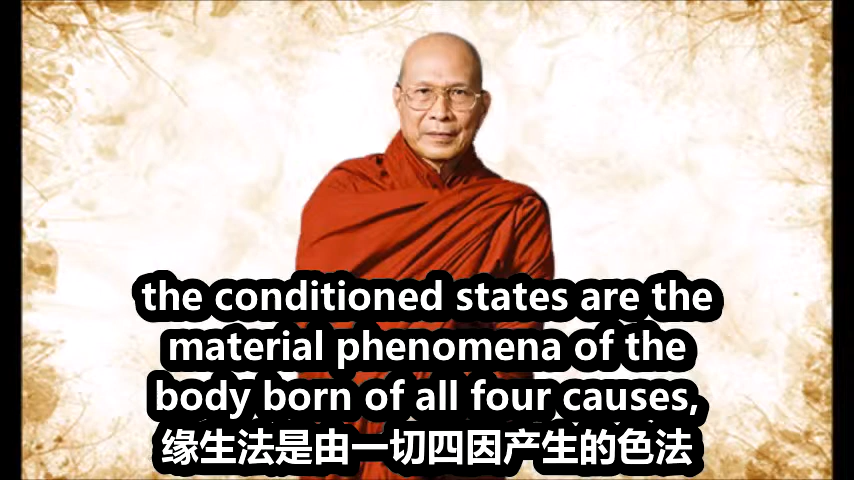 the conditioned states are the
material phenomena of the
body born of all four causes,
缘生法是由一切四因产生的色法